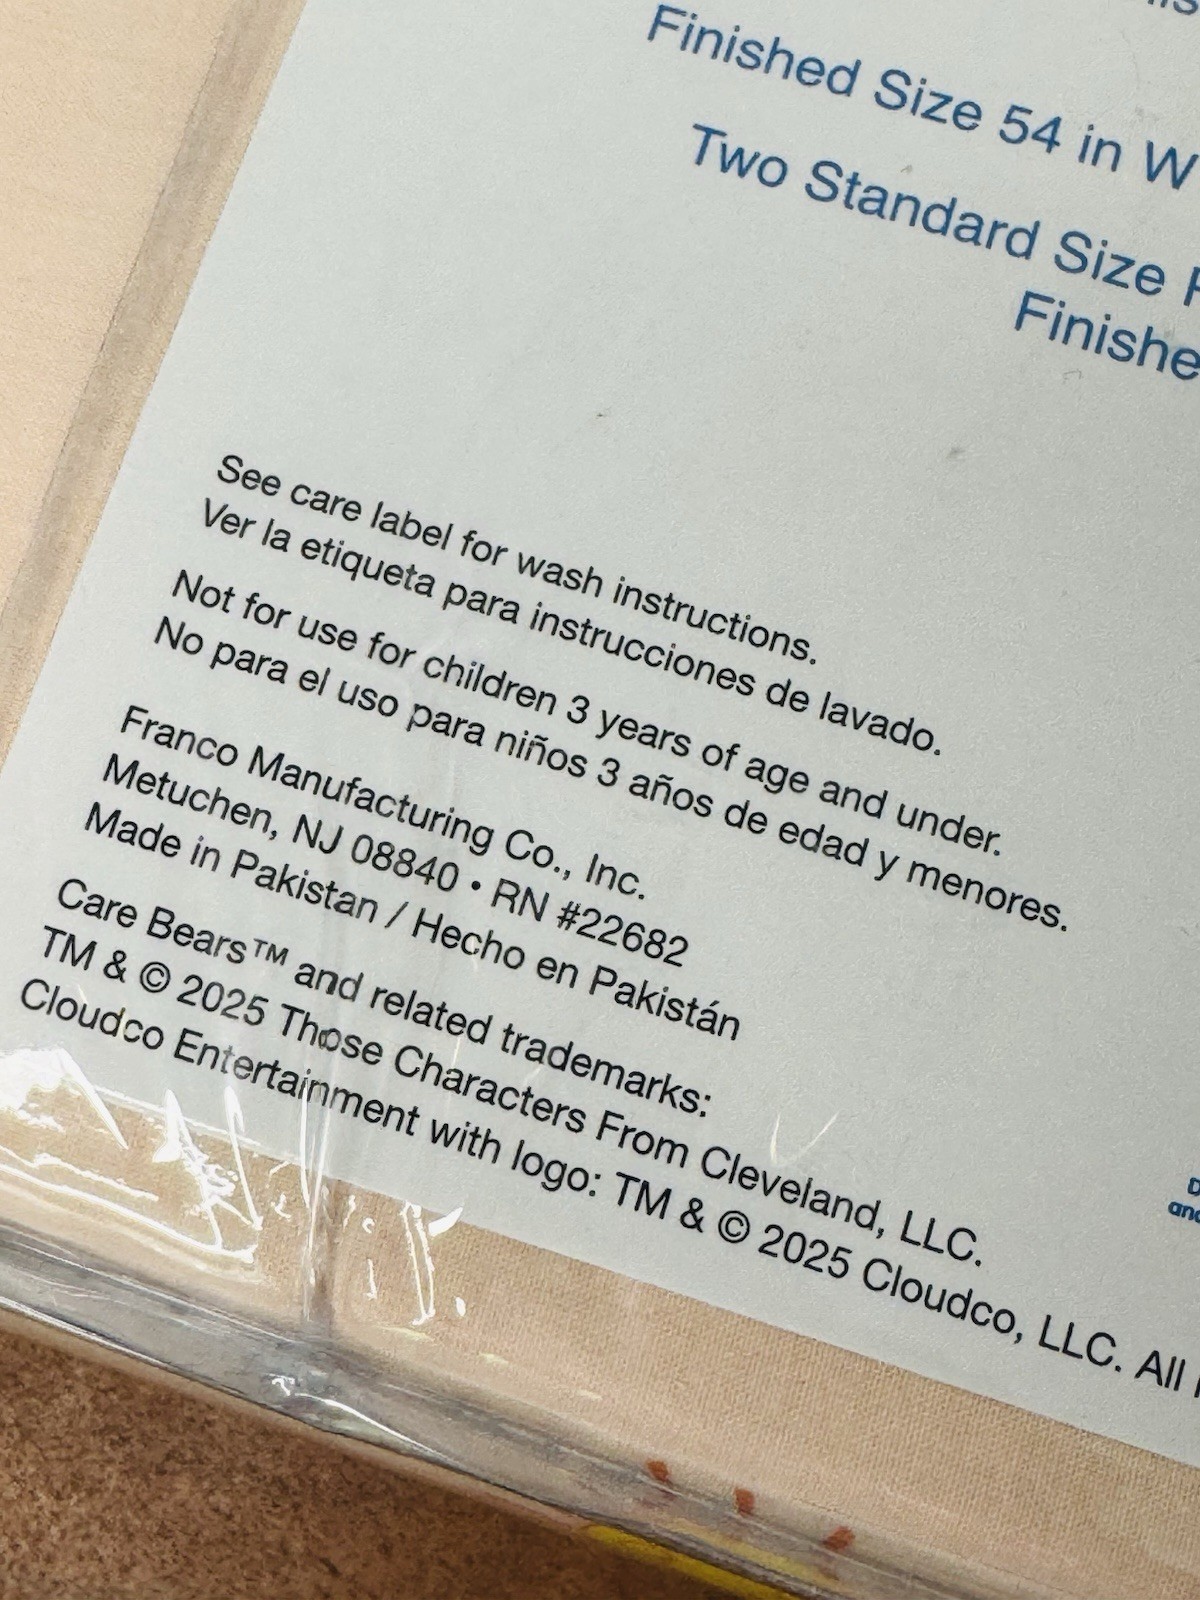 Finished Size 54 in W
Two Standard Size
Finishe
See care label for wash instructions.
Ver la etiqueta para instrucciones de lavado.
Not for use for children 3 years of age and under.
No para el uso para niños 3 años de edad y menores.
Franco Manufacturing Co., Inc.
Metuchen, NJ 08840 • RN #22682
Made in Pakistan / Hecho en Pakistán
Care Bears™ and related trademarks:
TM & © 2025 Those Characters From Cleveland, LLC.
Cloudco Entertainment with logo: TM & © 2025 Cloudco, LLC. All